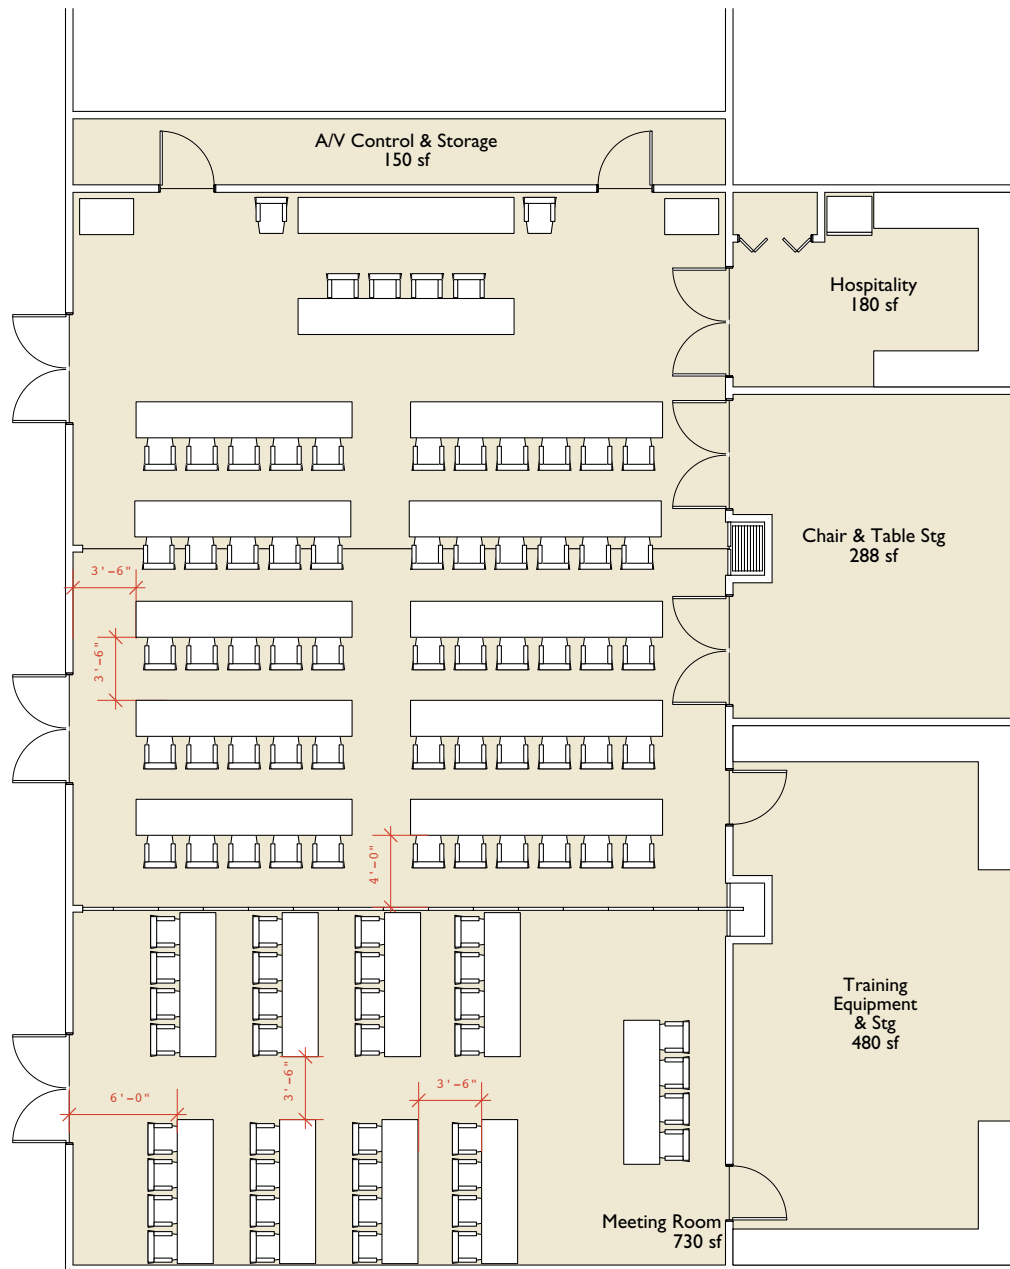 A/V Control & Storage
150 sf
Hospitality
180 sf
Chair & Table Stg
288 sf
3'-6"
3'-6"
4'-0"
Training
Equipment
& Stg
480 sf
3'-6"
3'-6"
6'-0"
Meeting Room
730 sf